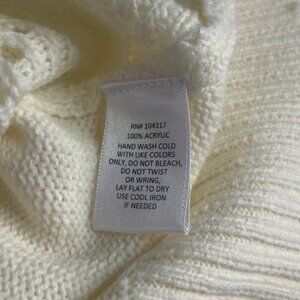 RN# 104317
100% ACRYLIC
HAND WASH COLD
WITH LIKE COLORS
ONLY, DO NOT BLEACH,
DO NOT TWIST
OR WRING,
LAY FLAT TO DRY
USE COOL IRON
IF NEEDED